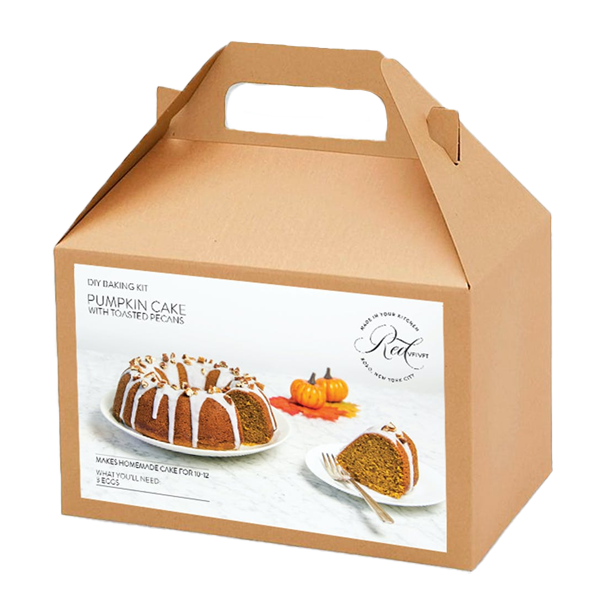 DIY BAKING KIT
PUMPKIN CAKE
WITH TOASTED PECANS
MADE IN YOUR KITCHEN
Red VELVET
SOHO, NEW YORK CITY
MAKES HOMEMADE CAKE FOR 10-12
WHAT YOU'LL NEED:
3 EGGS